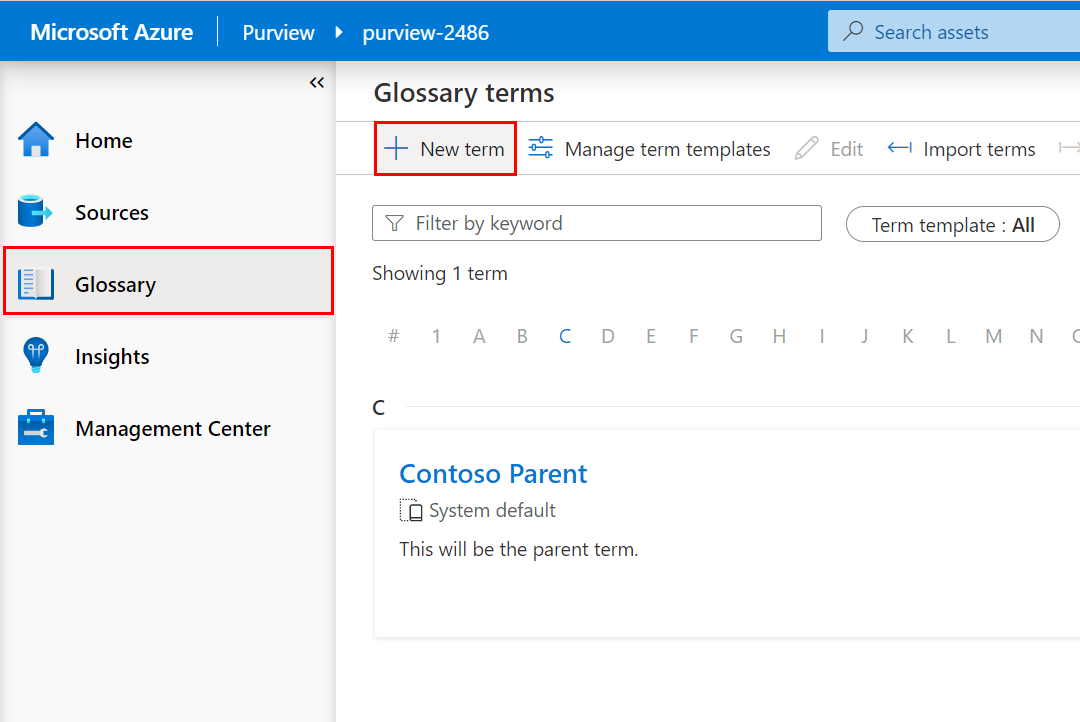 Microsoft Azure Purview purview-2486 Search assets
Home
Sources
Glossary
Insights
Management Center
Glossary terms
New term Manage term templates Edit Import terms
Filter by keyword Term template : All
Showing 1 term
# 1 A B C D E F G H I J K L M N
C
Contoso Parent
System default
This will be the parent term.